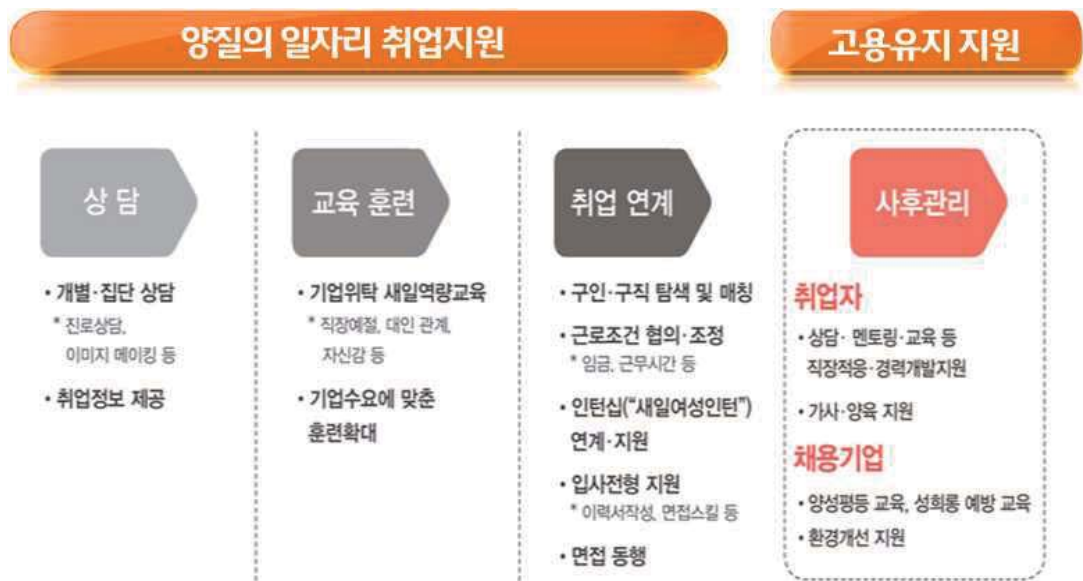 양질의 일자리 취업지원
고용유지 지원
상 담
• 개별·집단 상담
* 진로상담,
이미지 메이킹 등
• 취업정보 제공
교육 훈련
• 기업위탁 새일역량교육
* 직장예절, 대인 관계,
자신감 등
• 기업수요에 맞춘
훈련확대
취업 연계
• 구인·구직 탐색 및 매칭
• 근로조건 협의·조정
* 임금, 근무시간 등
• 인턴십("새일여성인턴")
연계·지원
• 입사전형 지원
* 이력서작성, 면접스킬 등
• 면접 동행
사후관리
취업자
• 상담· 멘토링·교육 등
직장적응·경력개발지원
• 가사·양육 지원
채용기업
• 양성평등 교육, 성희롱 예방 교육
• 환경개선 지원